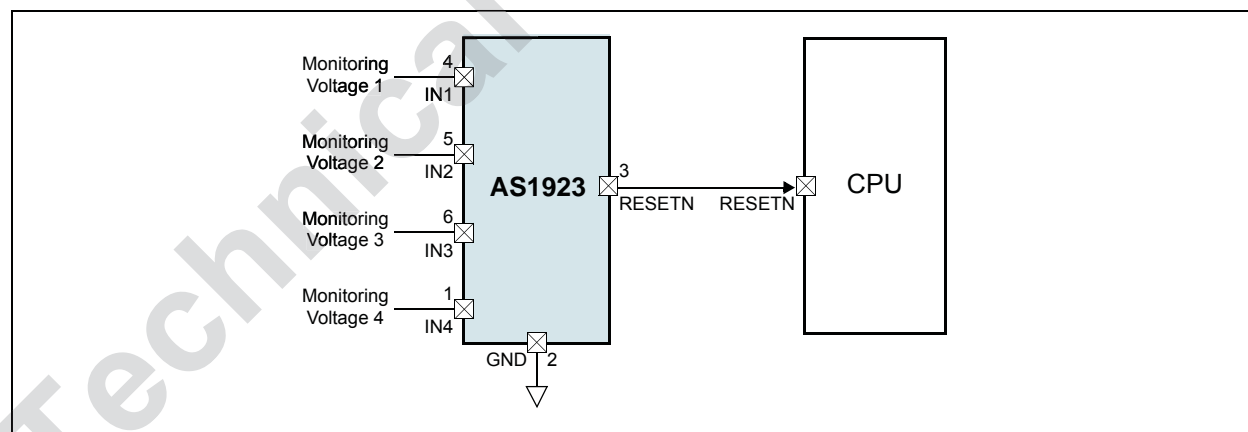 Technical
Monitoring
Voltage 1
4
IN1
Monitoring
Voltage 2
5
IN2
Monitoring
Voltage 3
6
IN3
Monitoring
Voltage 4
1
IN4
AS1923
GND 2
3
RESETN
RESETN
CPU